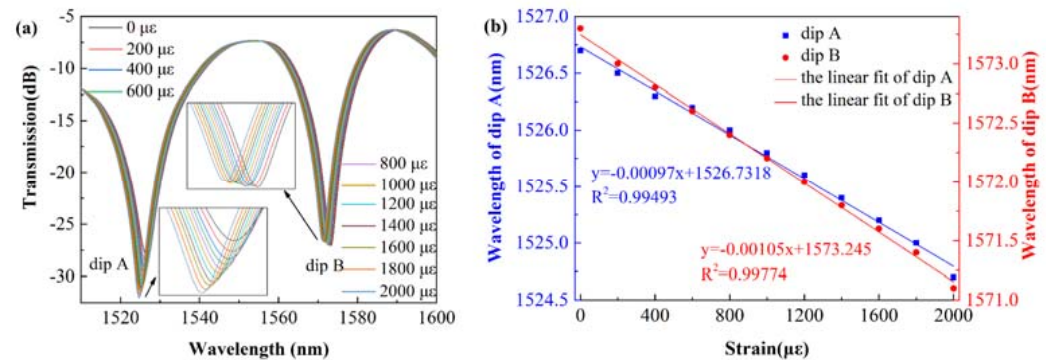 (a)
0 με
200 με
400 με
600 με
800 με
1000 με
1200 με
1400 με
1600 με
1800 με
2000 με
dip A
dip B
-5
-10
-15
-20
-25
-30
Transmission(dB)
1520
1540
1560
1580
1600
Wavelength (nm)
(b)
dip A
dip B
the linear fit of dip A
the linear fit of dip B
y=-0.00097x+1526.7318
R²=0.99493
y=-0.00105x+1573.245
R²=0.99774
1527.0
1526.5
1526.0
1525.5
1525.0
1524.5
Wavelength of dip A(nm)
1573.0
1572.5
1572.0
1571.5
1571.0
Wavelength of dip B(nm)
0
400
800
1200
1600
2000
Strain(με)